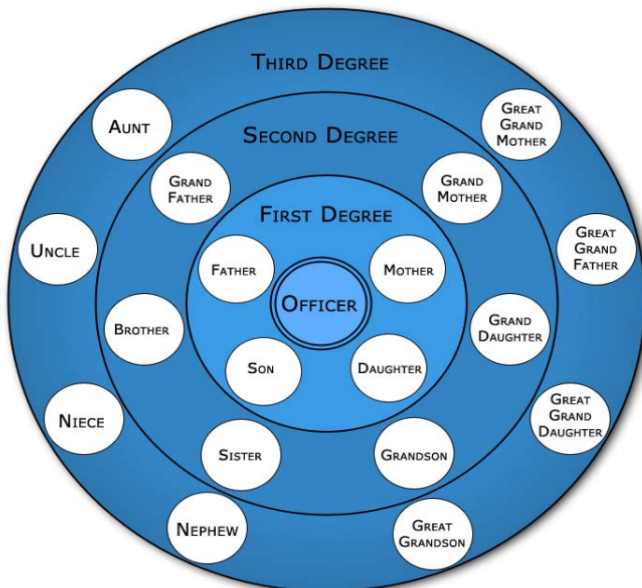 THIRD DEGREE
AUNT
GREAT
GRAND
MOTHER
SECOND DEGREE
GRAND
FATHER
GRAND
MOTHER
FIRST DEGREE
UNCLE
GREAT
GRAND
FATHER
FATHER
MOTHER
OFFICER
BROTHER
GRAND
DAUGHTER
SON
DAUGHTER
NIECE
GREAT
GRAND
DAUGHTER
SISTER
GRANDSON
NEPHEW
GREAT
GRANDSON